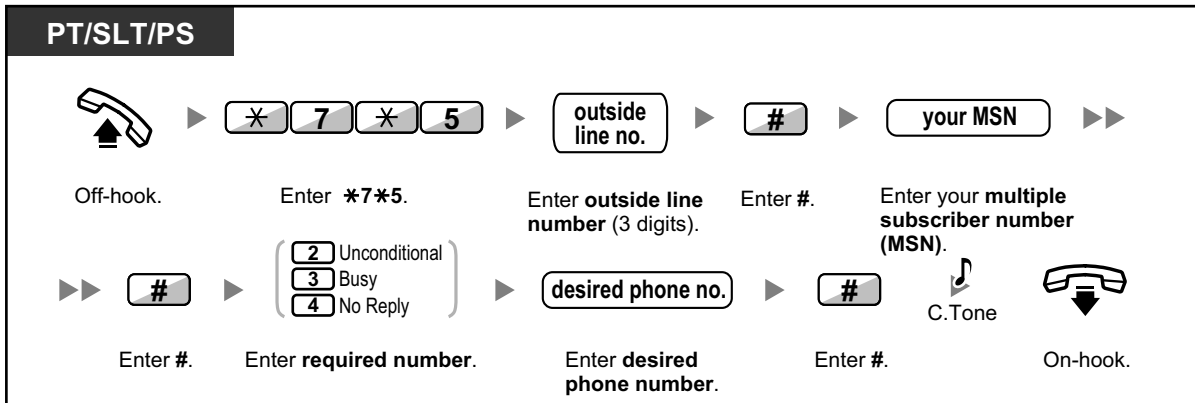 PT/SLT/PS
* 7 * 5
outside
line no.
#
your MSN
Off-hook.
Enter *7*5.
Enter outside line
number (3 digits).
Enter #.
Enter your multiple
subscriber number
(MSN).
#
2 Unconditional
3 Busy
4 No Reply
desired phone no.
#
C.Tone
Enter #.
Enter required number.
Enter desired
phone number.
Enter #.
On-hook.